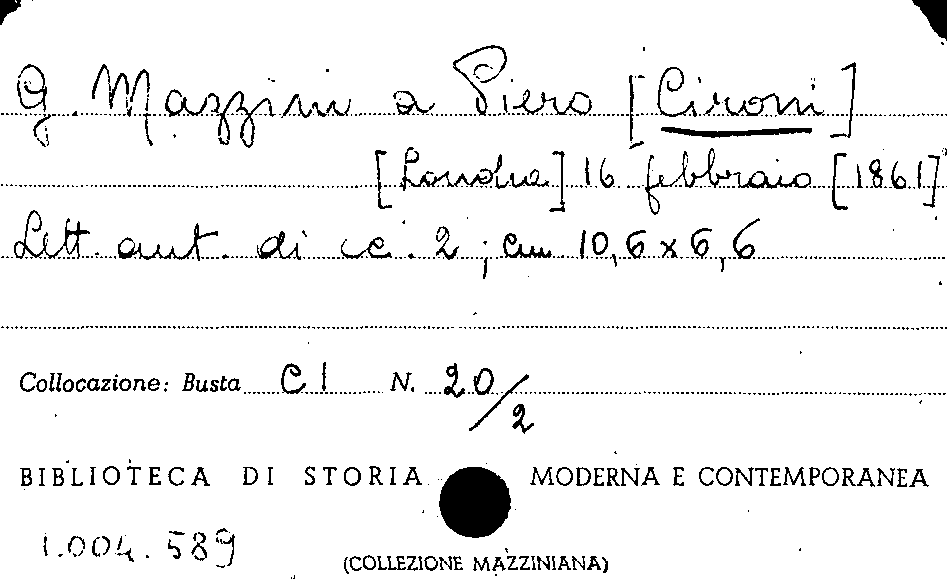 G. Mazzini a Piero [Cironi]
[Londra] 16 febbraio [1861]
Lett. aut. di cc. 2 ; cm 10,6 x 6,6
Collocazione: Busta C I N. 20/2
BIBLIOTECA DI STORIA MODERNA E CONTEMPORANEA
1.004.589
(COLLEZIONE MAZZINIANA)